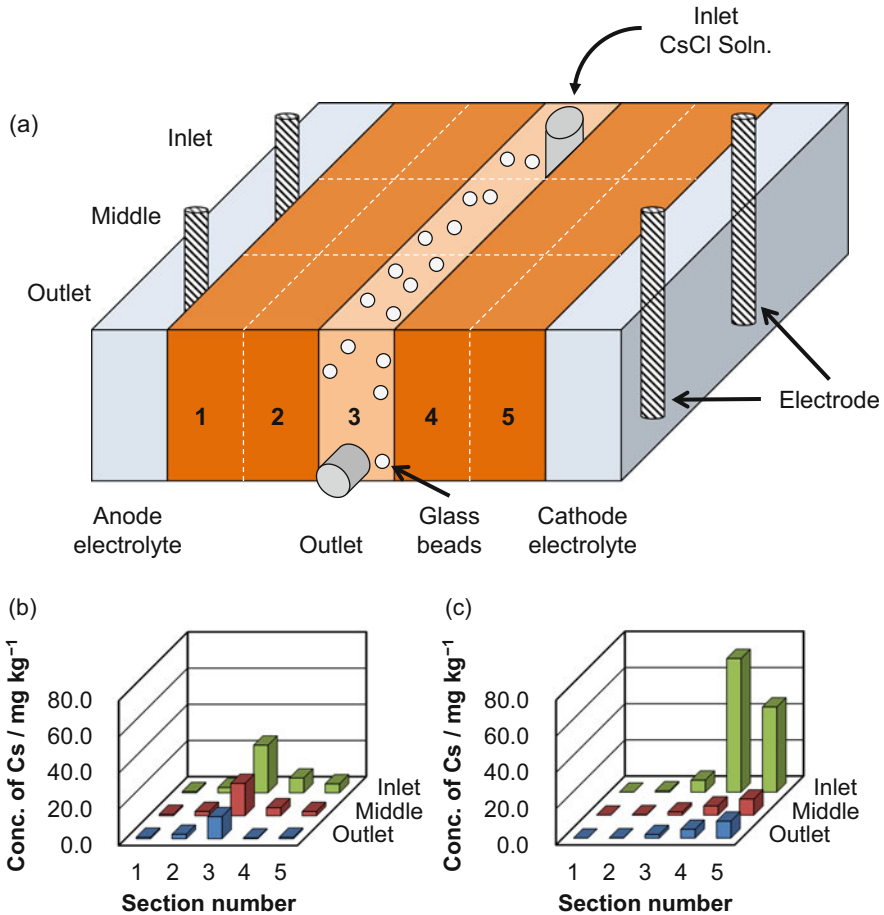 Inlet
CsCl Soln.
(a)
Inlet
Middle
Outlet
1 2 3 4 5
Electrode
Anode
electrolyte
Outlet
Glass
beads
Cathode
electrolyte
(b)
Conc. of Cs / mg kg⁻¹
80.0
60.0
40.0
20.0
0.0
Inlet
Middle
Outlet
1 2 3 4 5
Section number
(c)
Conc. of Cs / mg kg⁻¹
80.0
60.0
40.0
20.0
0.0
Inlet
Middle
Outlet
1 2 3 4 5
Section number